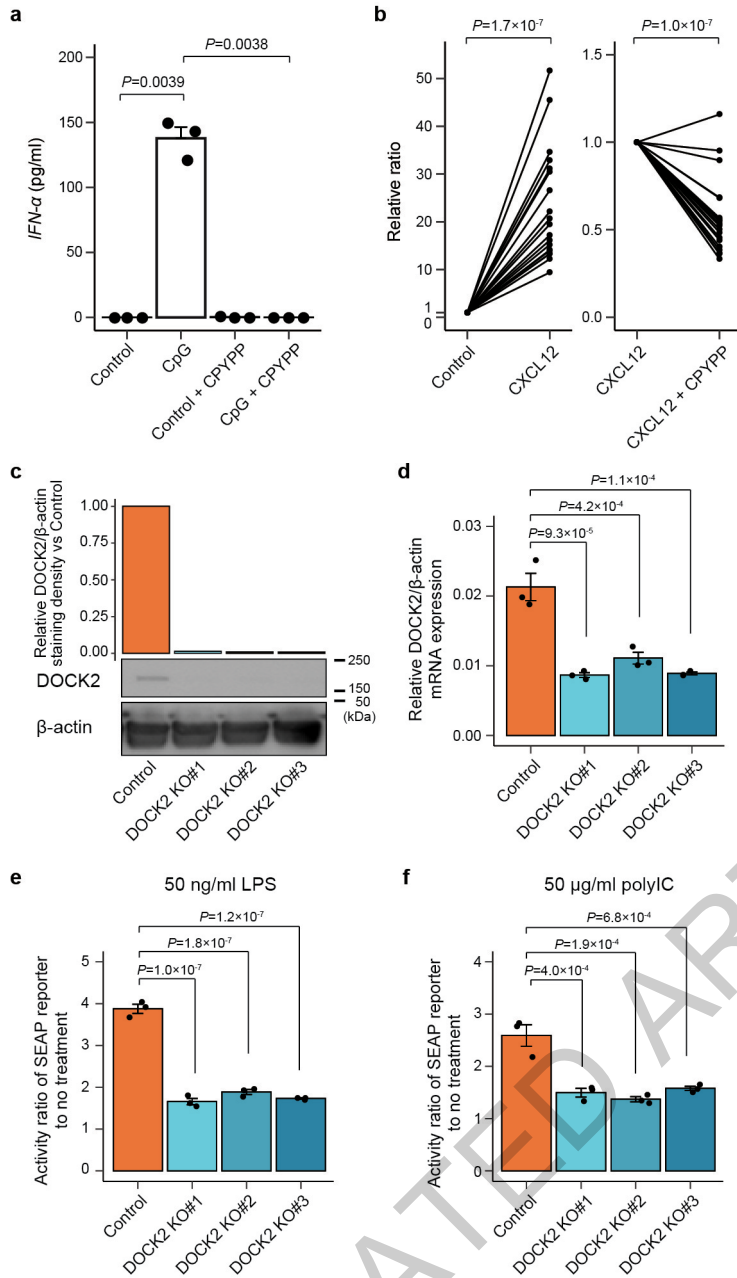 a
P=0.0038
P=0.0039
IFN-α (pg/ml)
200
150
100
50
0
Control
CpG
Control + CPYPP
CpG + CPYPP
b
P=1.7×10-7
P=1.0×10-7
Relative ratio
50
40
30
20
10
1
0
Control
CXCL12
1.5
1.0
0.5
0.0
CXCL12
CXCL12 + CPYPP
c
Relative DOCK2/β-actin
staining density vs Control
1.00
0.75
0.50
0.25
0.00
DOCK2
250
150
50
(kDa)
β-actin
Control
DOCK2 KO#1
DOCK2 KO#2
DOCK2 KO#3
d
P=1.1×10-4
P=4.2×10-4
P=9.3×10-5
Relative DOCK2/β-actin
mRNA expression
0.03
0.02
0.01
0.00
Control
DOCK2 KO#1
DOCK2 KO#2
DOCK2 KO#3
e
50 ng/ml LPS
P=1.2×10-7
P=1.8×10-7
P=1.0×10-7
Activity ratio of SEAP reporter
to no treatment
5
4
3
2
1
0
Control
DOCK2 KO#1
DOCK2 KO#2
DOCK2 KO#3
f
50 μg/ml polyIC
P=6.8×10-4
P=1.9×10-4
P=4.0×10-4
Activity ratio of SEAP reporter
to no treatment
4
3
2
1
0
Control
DOCK2 KO#1
DOCK2 KO#2
DOCK2 KO#3
ATED AR